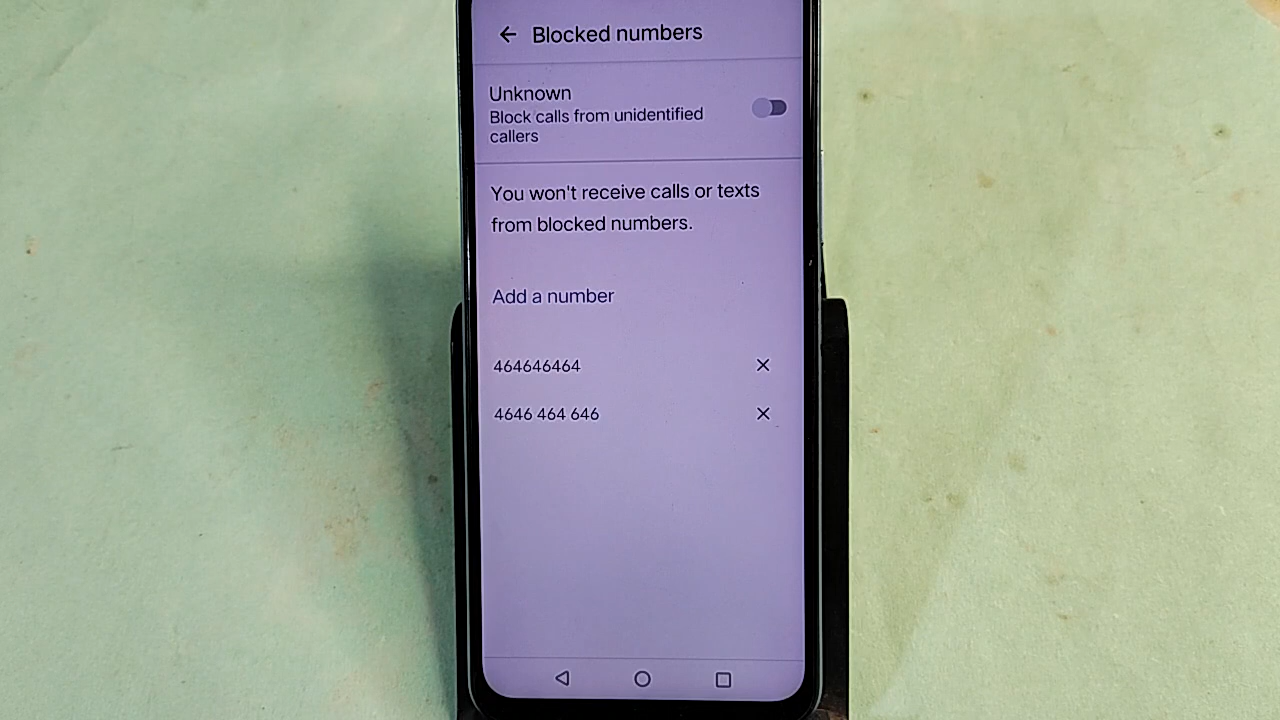 Blocked numbers
Unknown
Block calls from unidentified
callers
You won't receive calls or texts
from blocked numbers.
Add a number
464646464
4646 464 646